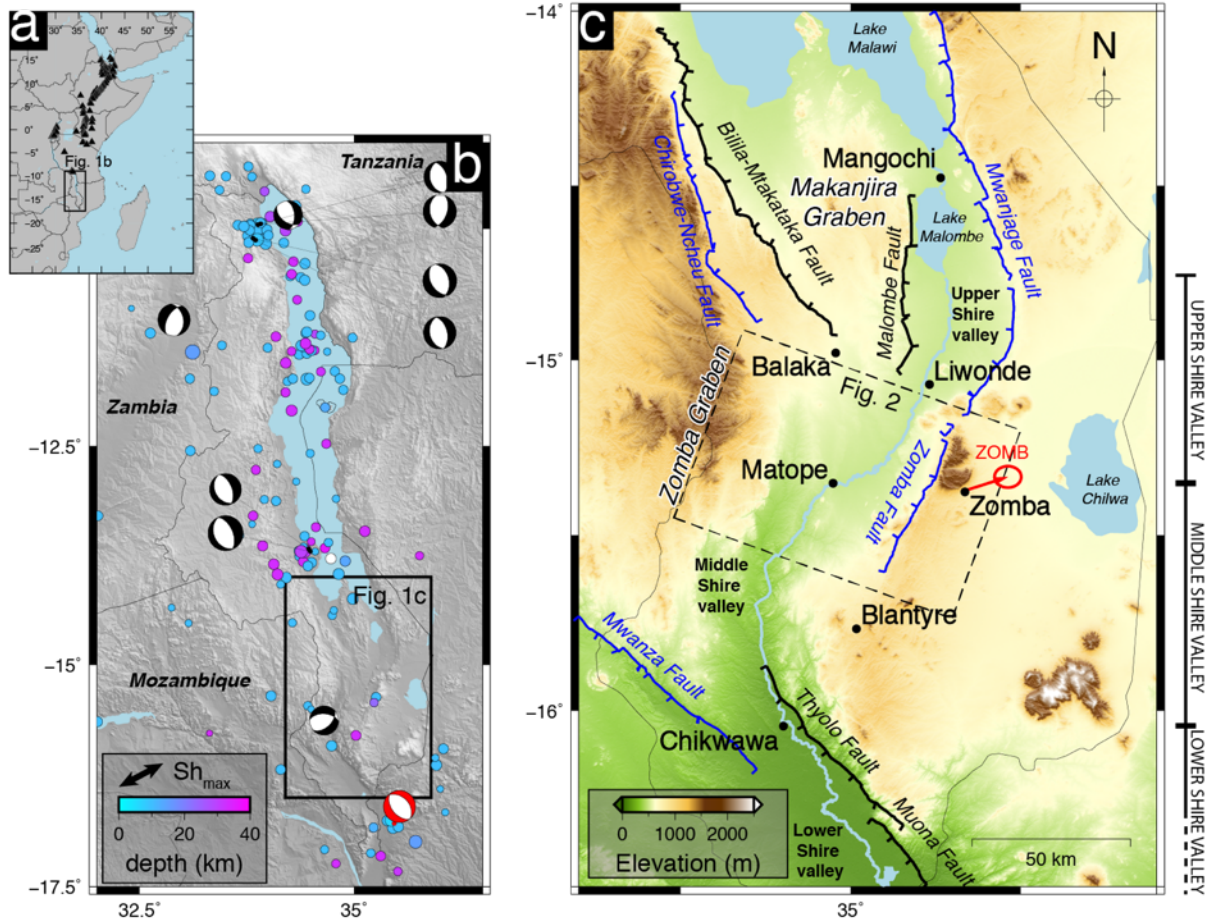 a
30°
35°
40°
45°
50°
55°
15°
10°
5°
0°
−5°
−10°
−15°
−20°
−25°
Fig. 1b
b
Tanzania
Zambia
Mozambique
Fig. 1c
−12.5°
−15°
−17.5°
32.5°
35°
Shmax
0
20
40
depth (km)
c
−14°
−15°
−16°
35°
Lake
Malawi
N
Mangochi
Makanjira
Graben
Lake
Malombe
Bilila-Mtakataka Fault
Chirobwe-Ncheu Fault
Malombe Fault
Mwanjage Fault
Upper
Shire
valley
Balaka
Fig. 2
Liwonde
Zomba Graben
Matope
Zomba Fault
ZOMB
Zomba
Lake
Chilwa
Middle
Shire
valley
Blantyre
Mwanza Fault
Chikwawa
Thyolo Fault
Muona Fault
Lower
Shire
valley
0
1000
2000
Elevation (m)
50 km
UPPER SHIRE VALLEY
MIDDLE SHIRE VALLEY
LOWER SHIRE VALLEY